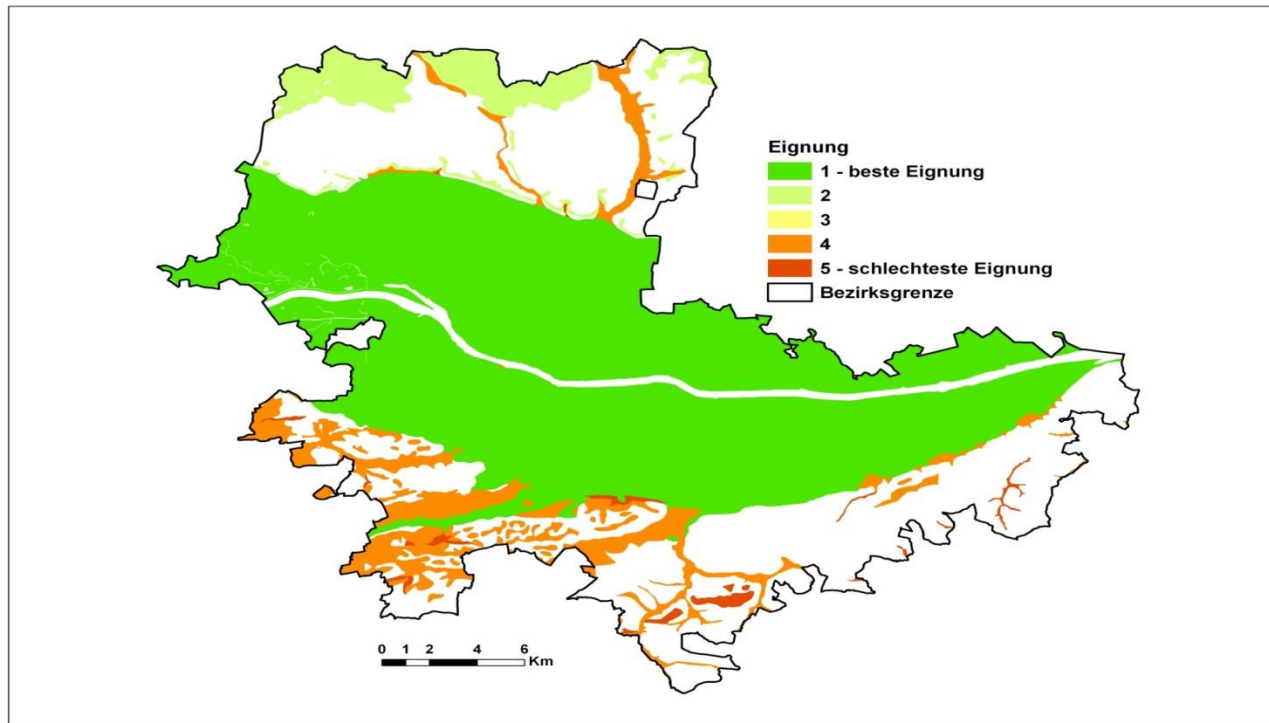 Eignung
1 - beste Eignung
2
3
4
5 - schlechteste Eignung
Bezirksgrenze
0 1 2 4 6
Km